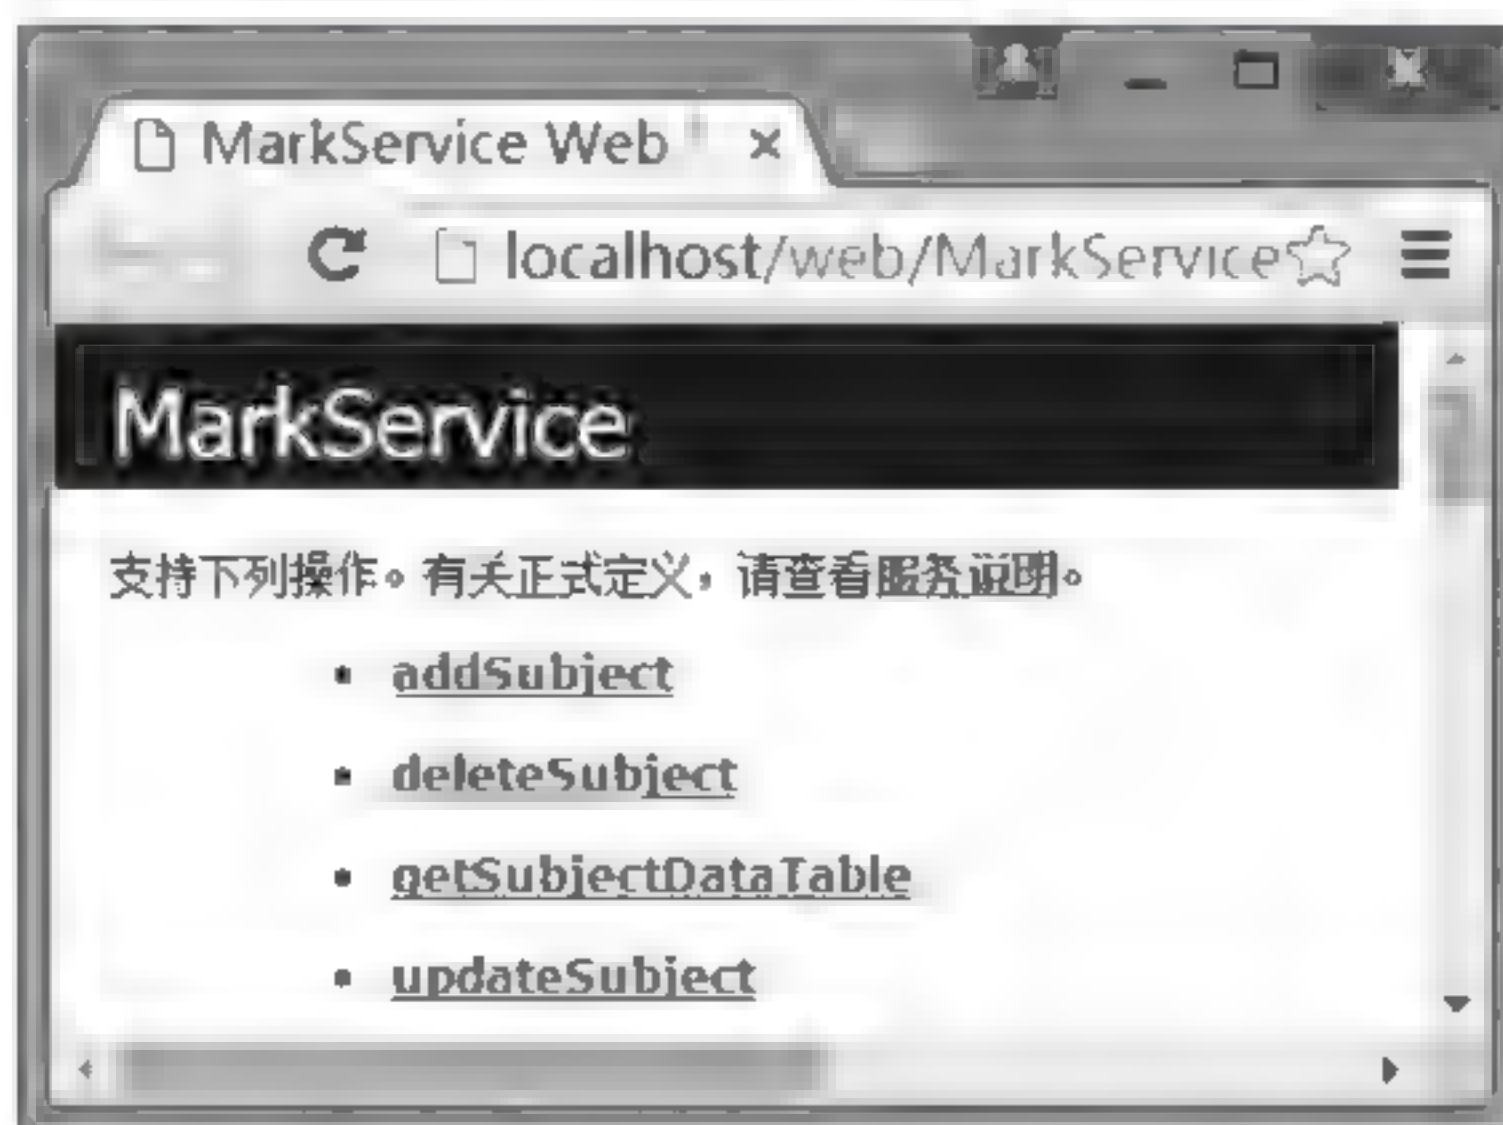 MarkService Web
localhost/web/MarkService
MarkService
支持下列操作。有关正式定义，请查看服务说明。
addSubject
deleteSubject
getSubjectDataTable
updateSubject